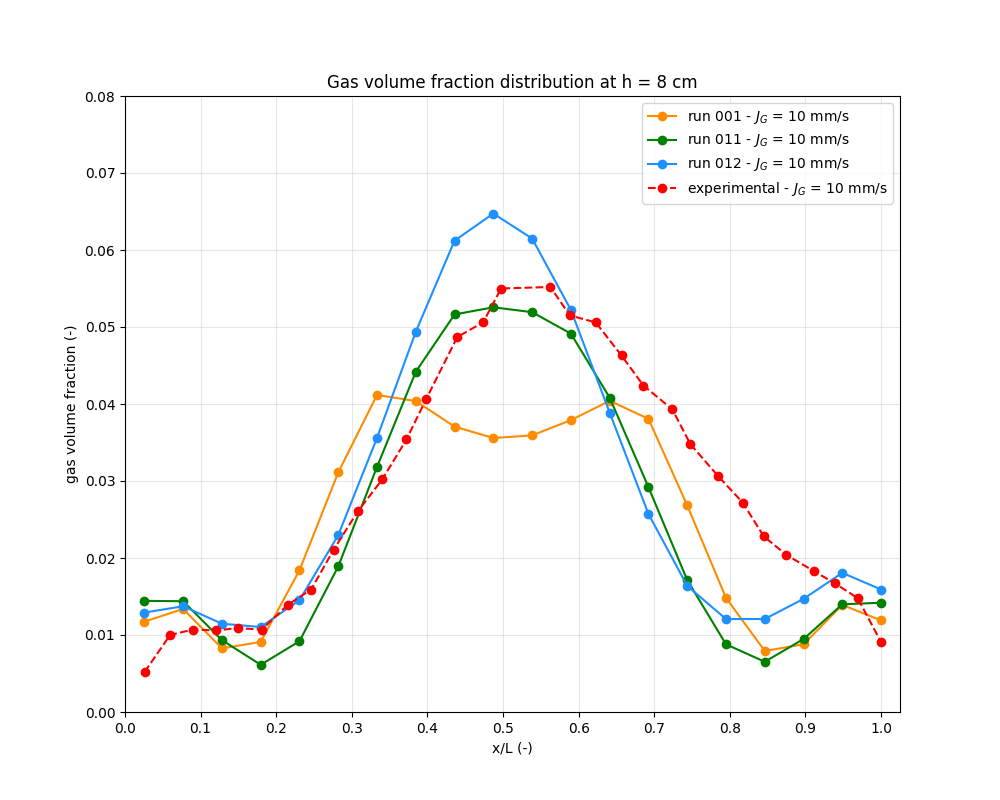 Gas volume fraction distribution at h = 8 cm
run 001 - J_G = 10 mm/s
run 011 - J_G = 10 mm/s
run 012 - J_G = 10 mm/s
experimental - J_G = 10 mm/s
gas volume fraction (-)
0.08
0.07
0.06
0.05
0.04
0.03
0.02
0.01
0.00
0.0 0.1 0.2 0.3 0.4 0.5 0.6 0.7 0.8 0.9 1.0
x/L (-)